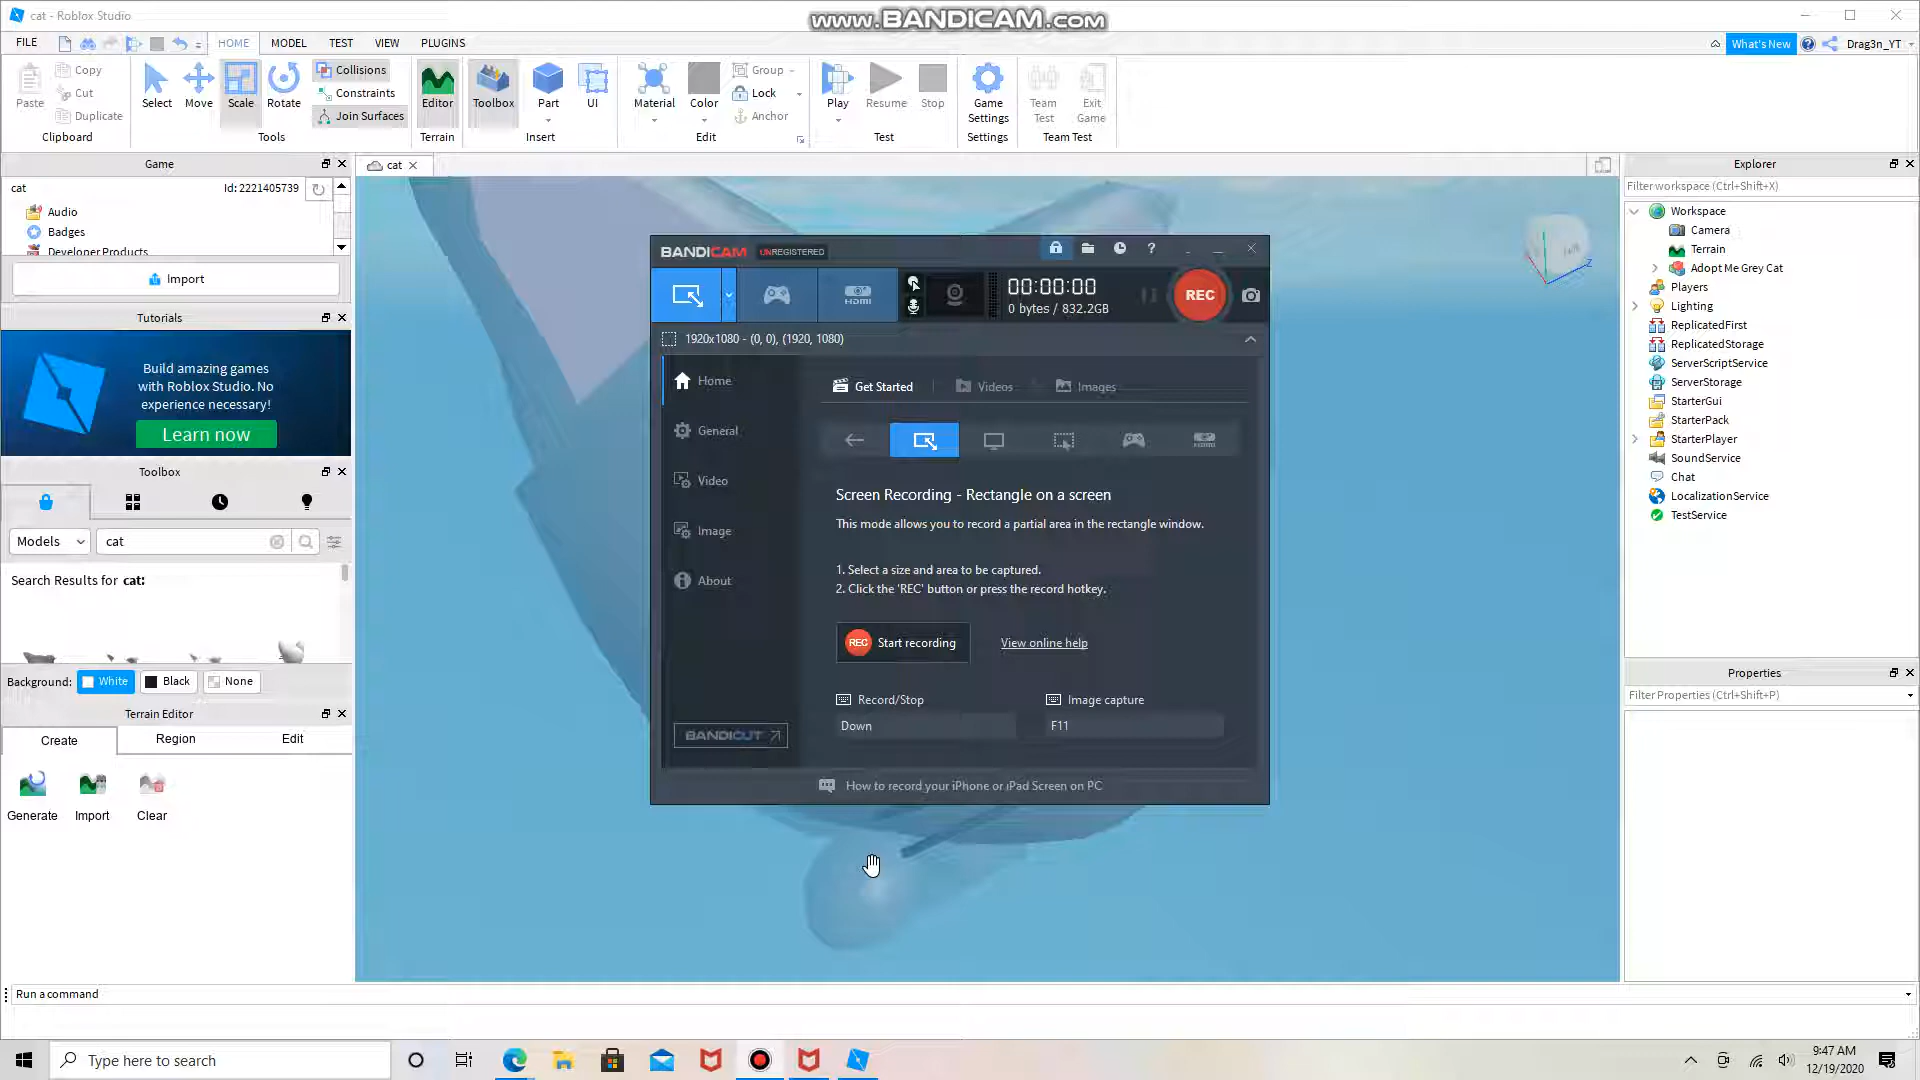 cat - Roblox Studio
www.BANDICAM.com
FILE
HOME
MODEL
TEST
VIEW
PLUGINS
What's New
Drag3n_YT
Paste
Copy
Cut
Duplicate
Clipboard
Select
Move
Scale
Rotate
Collisions
Constraints
Join Surfaces
Tools
Editor
Terrain
Toolbox
Part
UI
Insert
Material
Color
Group
Lock
Anchor
Edit
Play
Resume
Stop
Test
Game
Settings
Settings
Team
Test
Exit
Game
Team Test
Game
cat
Id: 2221405739
Audio
Badges
Developer Products
Import
Tutorials
Build amazing games
with Roblox Studio. No
experience necessary!
Learn now
Toolbox
Models
cat
Search Results for cat:
Background:
White
Black
None
Terrain Editor
Create
Region
Edit
Generate
Import
Clear
cat
BANDICAM UNREGISTERED
HDMI
00:00:00
0 bytes / 832.2GB
REC
1920x1080 - (0, 0), (1920, 1080)
Home
General
Video
Image
About
BANDICUT
Get Started
Videos
Images
Screen Recording - Rectangle on a screen
This mode allows you to record a partial area in the rectangle window.
1. Select a size and area to be captured.
2. Click the 'REC' button or press the record hotkey.
REC
Start recording
View online help
Record/Stop
Image capture
Down
F11
How to record your iPhone or iPad Screen on PC
Explorer
Filter workspace (Ctrl+Shift+X)
Workspace
Camera
Terrain
Adopt Me Grey Cat
Players
Lighting
ReplicatedFirst
ReplicatedStorage
ServerScriptService
ServerStorage
StarterGui
StarterPack
StarterPlayer
SoundService
Chat
LocalizationService
TestService
Properties
Filter Properties (Ctrl+Shift+P)
Run a command
Type here to search
9:47 AM
12/19/2020